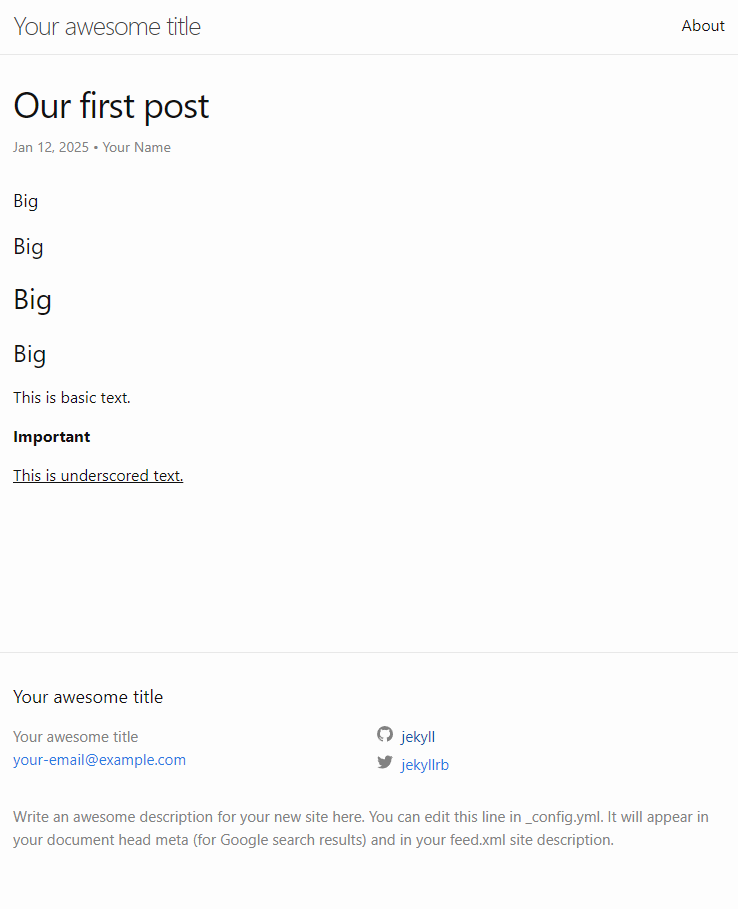 Your awesome title
About
Our first post
Jan 12, 2025 • Your Name
Big
Big
Big
Big
This is basic text.
Important
This is underscored text.
Your awesome title
Your awesome title
your-email@example.com
jekyll
jekyllrb
Write an awesome description for your new site here. You can edit this line in _config.yml. It will appear in
your document head meta (for Google search results) and in your feed.xml site description.